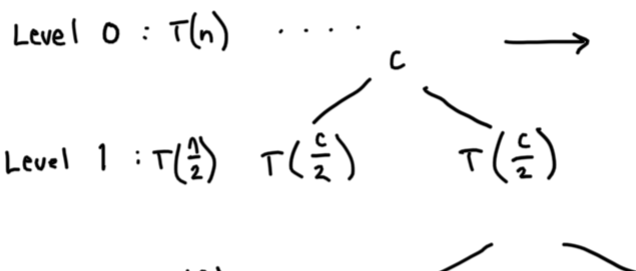 Level 0 : T(n) . . . .
C
Level 1 : T(n/2) T(c/2) T(c/2)